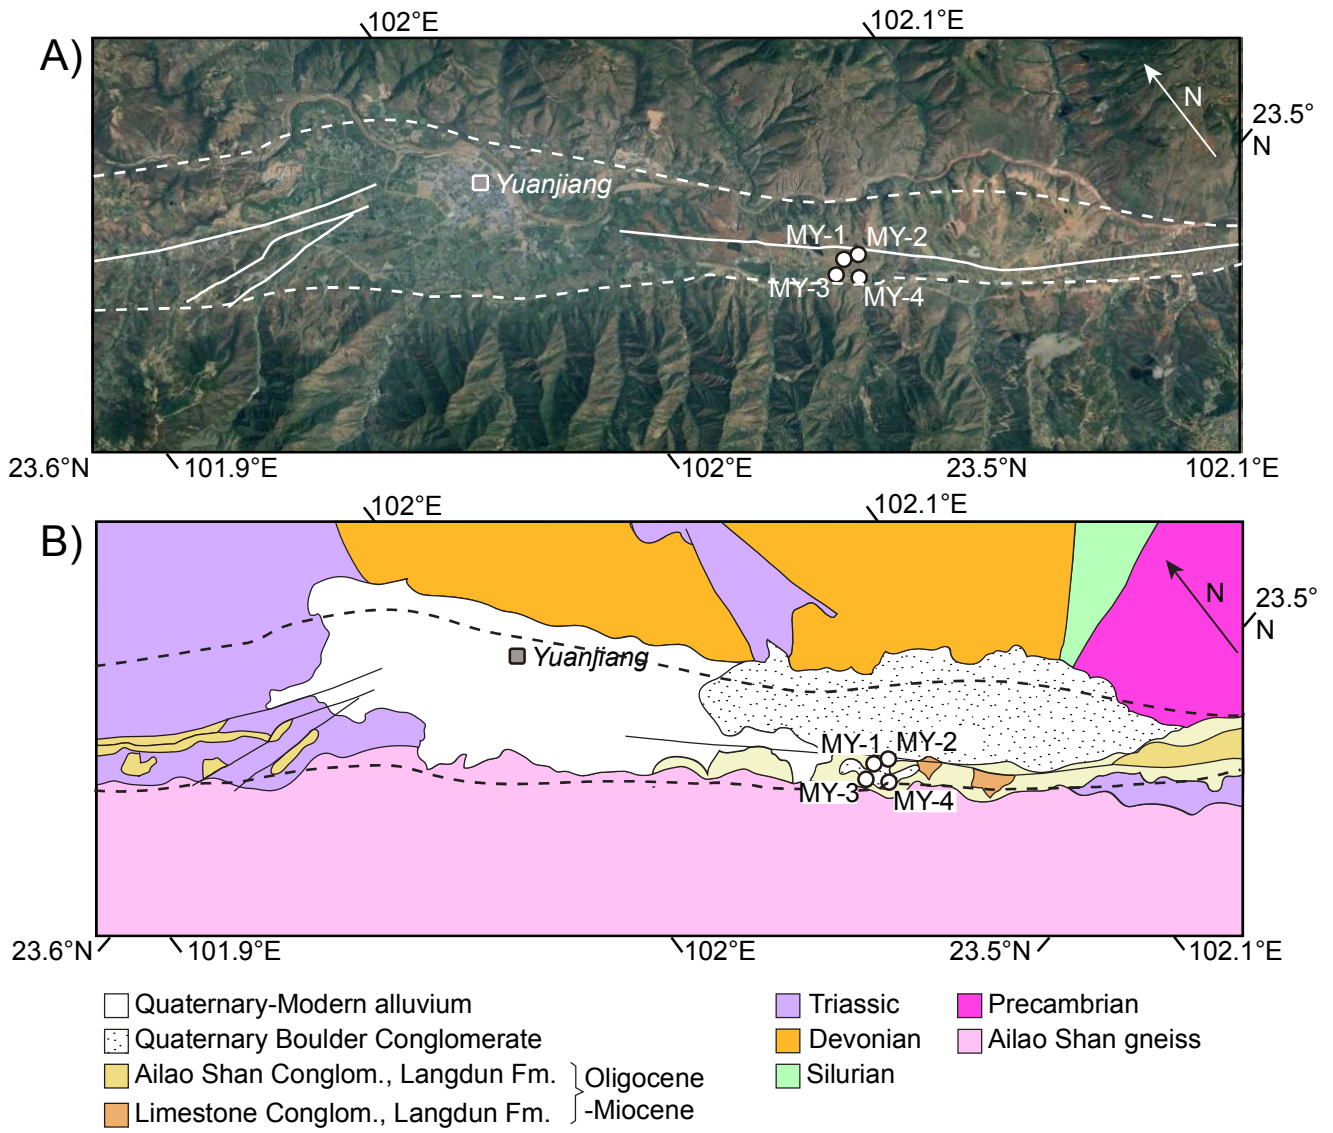 A)
102°E
102.1°E
N
23.5°
N
Yuanjiang
MY-1
MY-2
MY-3
MY-4
23.6°N
101.9°E
102°E
23.5°N
102.1°E
B)
102°E
102.1°E
N
23.5°
N
Yuanjiang
MY-1
MY-2
MY-3
MY-4
23.6°N
101.9°E
102°E
23.5°N
102.1°E
Quaternary-Modern alluvium
Quaternary Boulder Conglomerate
Ailao Shan Conglom., Langdun Fm.
Limestone Conglom., Langdun Fm.
Oligocene
-Miocene
Triassic
Devonian
Silurian
Precambrian
Ailao Shan gneiss